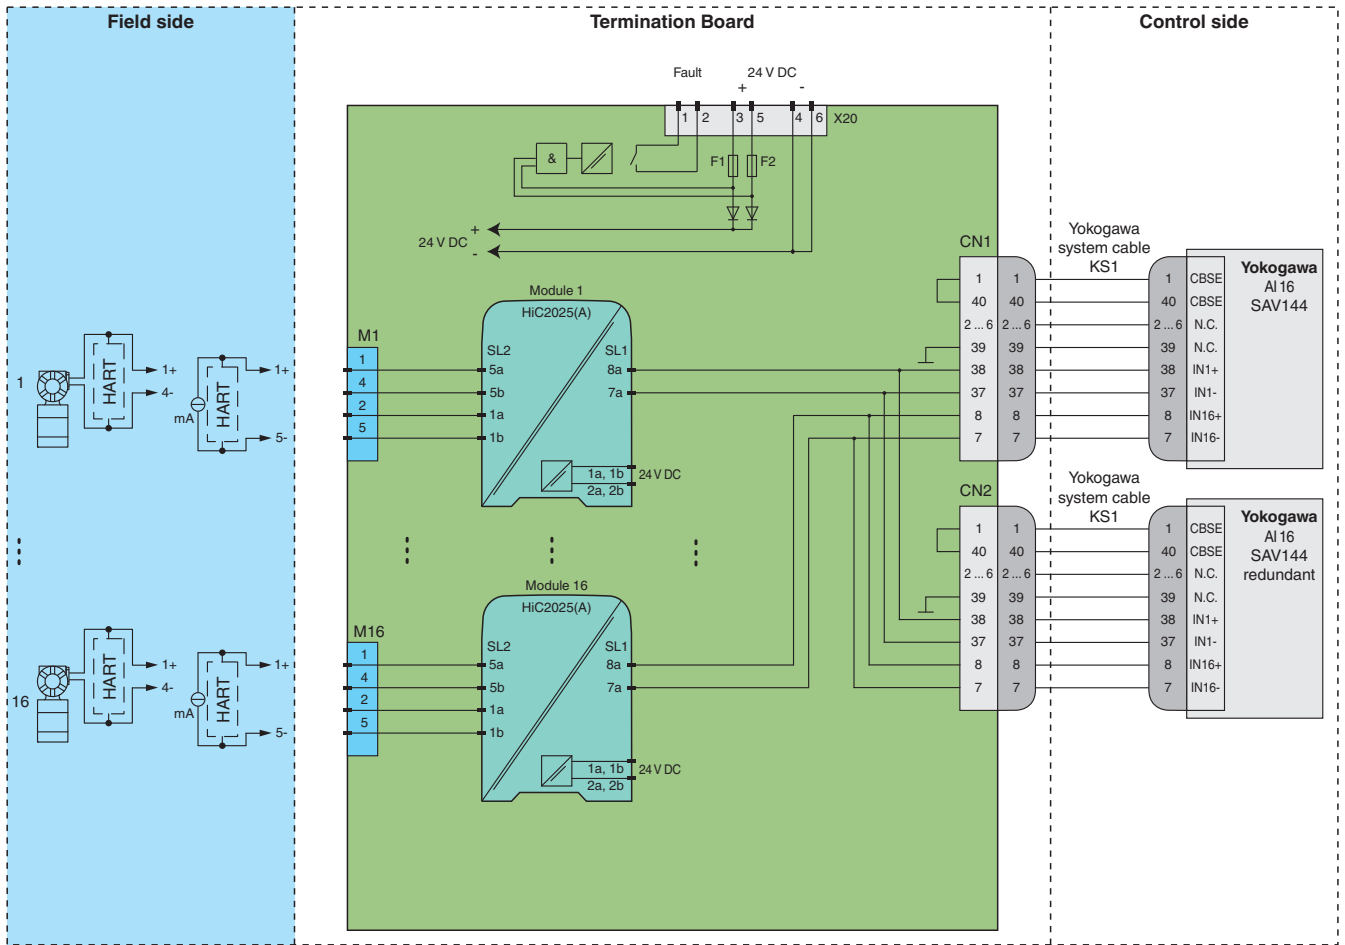 Field side
Termination Board
Control side
Fault
24 V DC
+
-
1 2 3 5 4 6
X20
&
F1 F2
+
24 V DC
-
CN1
Yokogawa
system cable
KS1
Yokogawa
AI 16
SAV144
1 1 1 CBSE
40 40 40 CBSE
2 ... 6 2 ... 6 2 ... 6 N.C.
39 39 39 N.C.
38 38 38 IN1+
37 37 37 IN1-
8 8 8 IN16+
7 7 7 IN16-
Module 1
HiC2025(A)
M1
1
4
2
5
SL2
5a
5b
1a
1b
SL1
8a
7a
1a, 1b
2a, 2b
24 V DC
1
HART
1+
4-
mA
HART
1+
5-
CN2
Yokogawa
system cable
KS1
Yokogawa
AI 16
SAV144
redundant
1 1 1 CBSE
40 40 40 CBSE
2 ... 6 2 ... 6 2 ... 6 N.C.
39 39 39 N.C.
38 38 38 IN1+
37 37 37 IN1-
8 8 8 IN16+
7 7 7 IN16-
Module 16
HiC2025(A)
M16
1
4
2
5
SL2
5a
5b
1a
1b
SL1
8a
7a
1a, 1b
2a, 2b
24 V DC
16
HART
1+
4-
mA
HART
1+
5-